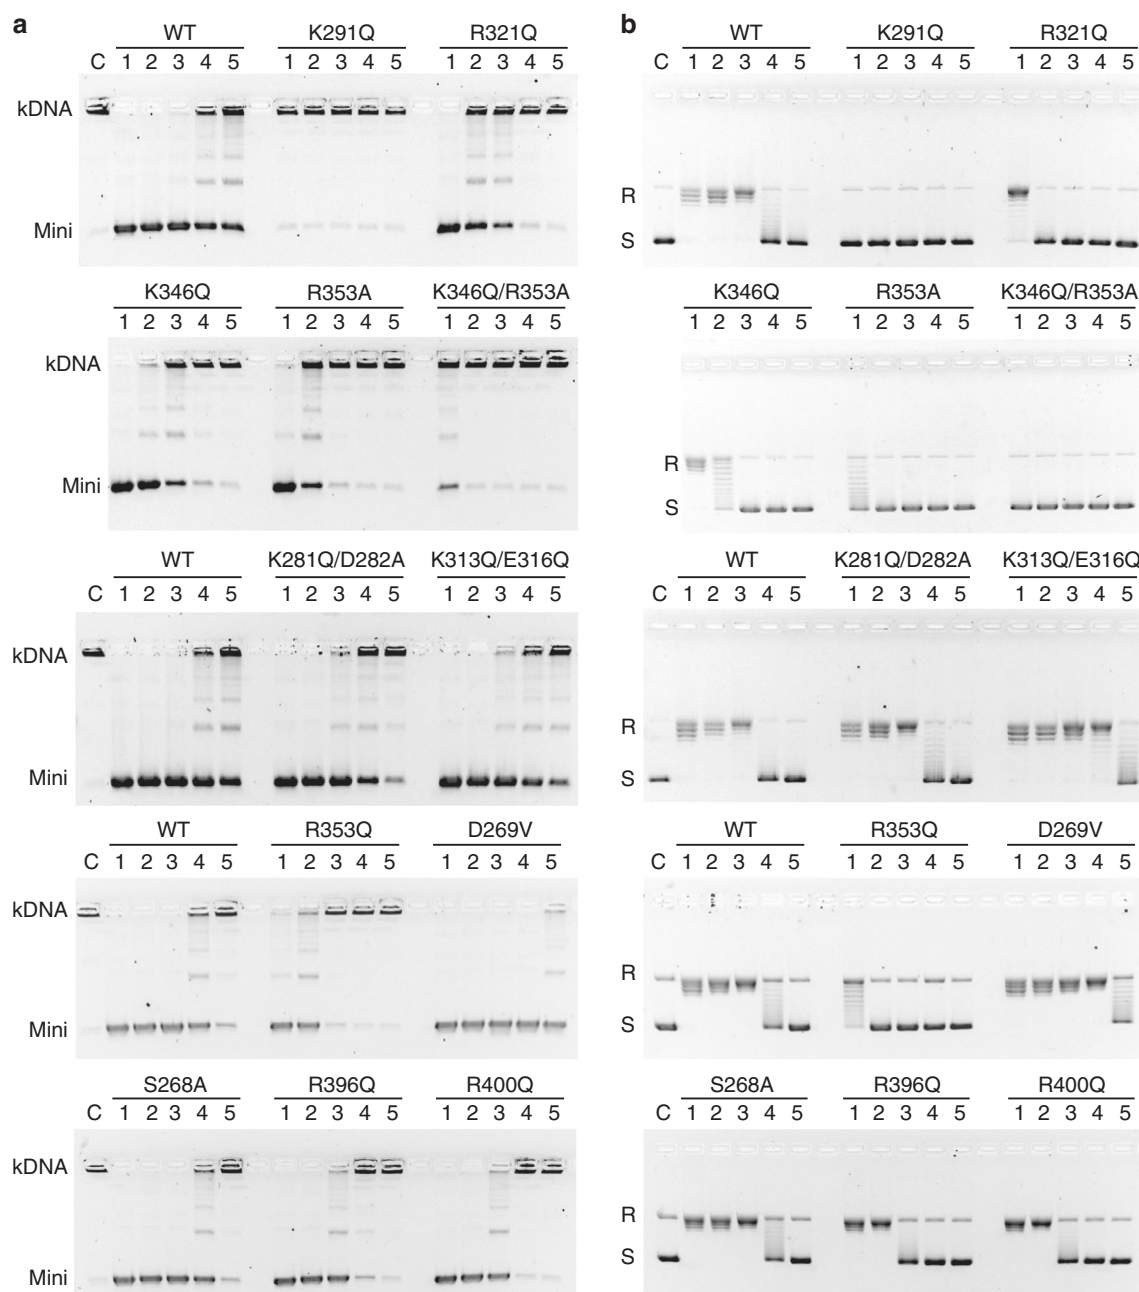 a
WT K291Q R321Q
C 1 2 3 4 5 1 2 3 4 5 1 2 3 4 5
kDNA
Mini
K346Q R353A K346Q/R353A
1 2 3 4 5 1 2 3 4 5 1 2 3 4 5
kDNA
Mini
WT K281Q/D282A K313Q/E316Q
C 1 2 3 4 5 1 2 3 4 5 1 2 3 4 5
kDNA
Mini
WT R353Q D269V
C 1 2 3 4 5 1 2 3 4 5 1 2 3 4 5
kDNA
Mini
S268A R396Q R400Q
C 1 2 3 4 5 1 2 3 4 5 1 2 3 4 5
kDNA
Mini
b
WT K291Q R321Q
C 1 2 3 4 5 1 2 3 4 5 1 2 3 4 5
R
S
K346Q R353A K346Q/R353A
1 2 3 4 5 1 2 3 4 5 1 2 3 4 5
R
S
WT K281Q/D282A K313Q/E316Q
C 1 2 3 4 5 1 2 3 4 5 1 2 3 4 5
R
S
WT R353Q D269V
C 1 2 3 4 5 1 2 3 4 5 1 2 3 4 5
R
S
S268A R396Q R400Q
C 1 2 3 4 5 1 2 3 4 5 1 2 3 4 5
R
S